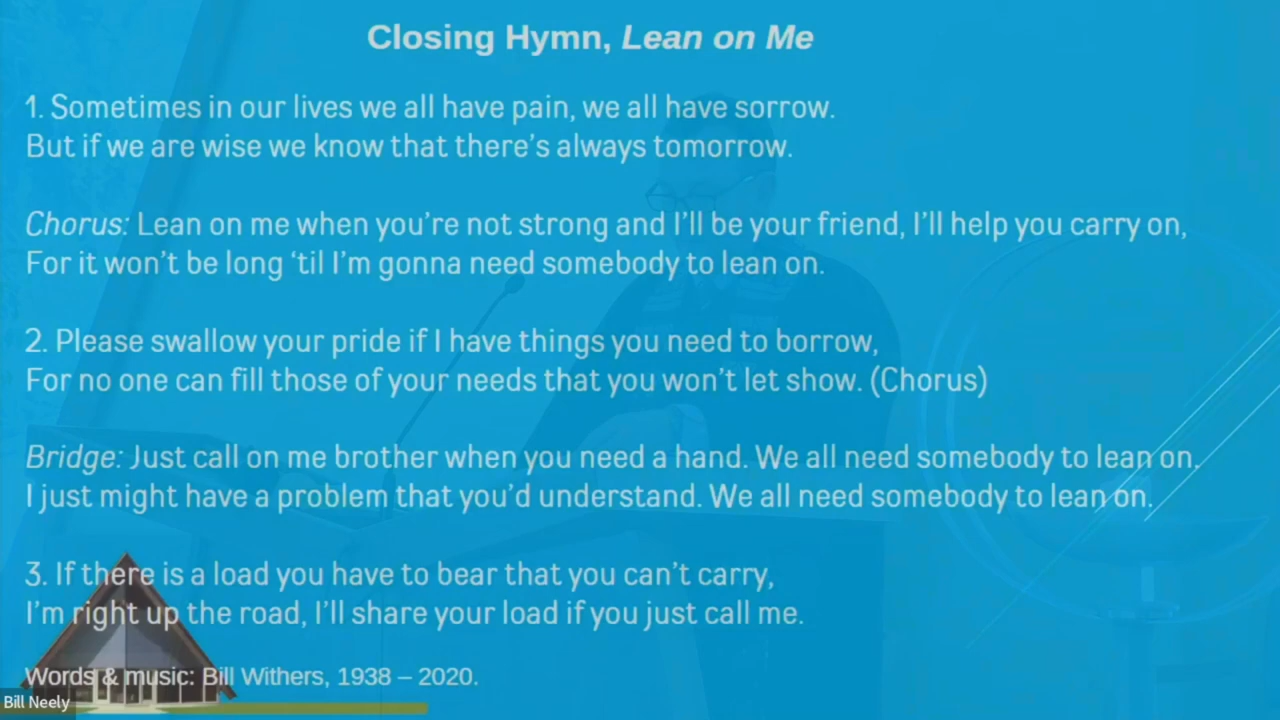 Closing Hymn, Lean on Me
1. Sometimes in our lives we all have pain, we all have sorrow.
But if we are wise we know that there's always tomorrow.
Chorus: Lean on me when you're not strong and I'll be your friend, I'll help you carry on,
For it won't be long ‘til I'm gonna need somebody to lean on.
2. Please swallow your pride if I have things you need to borrow,
For no one can fill those of your needs that you won't let show. (Chorus)
Bridge: Just call on me brother when you need a hand. We all need somebody to lean on.
I just might have a problem that you'd understand. We all need somebody to lean on.
3. If there is a load you have to bear that you can't carry,
I'm right up the road, I'll share your load if you just call me.
Words & music: Bill Withers, 1938 – 2020.
Bill Neely